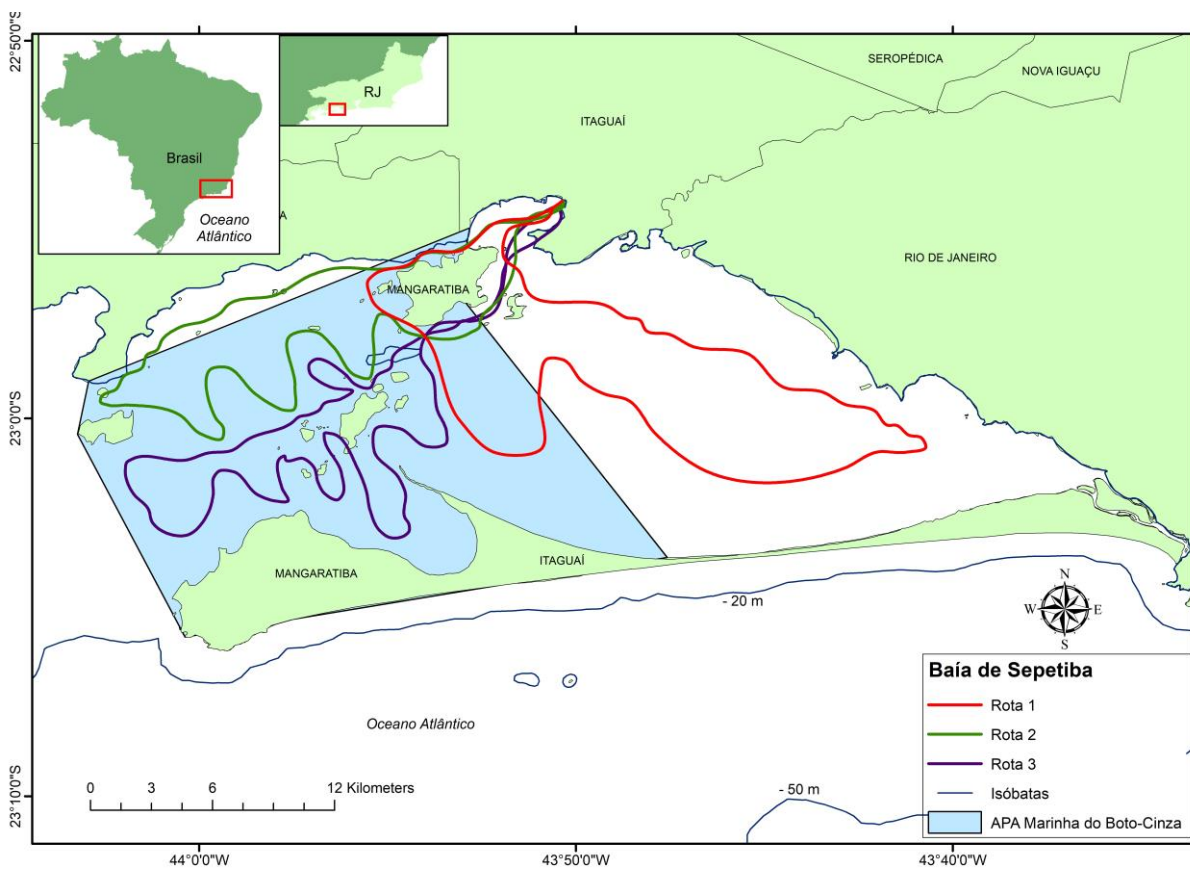 22°50'0"S
23°0'0"S
23°10'0"S
Brasil
Oceano
Atlântico
RJ
SEROPÉDICA
NOVA IGUAÇU
ITAGUAÍ
RIO DE JANEIRO
MANGARATIBA
MANGARATIBA
ITAGUAÍ
- 20 m
Oceano Atlântico
- 50 m
N
W
E
S
0 3 6 12 Kilometers
Baía de Sepetiba
Rota 1
Rota 2
Rota 3
Isóbatas
APA Marinha do Boto-Cinza
44°0'0"W
43°50'0"W
43°40'0"W